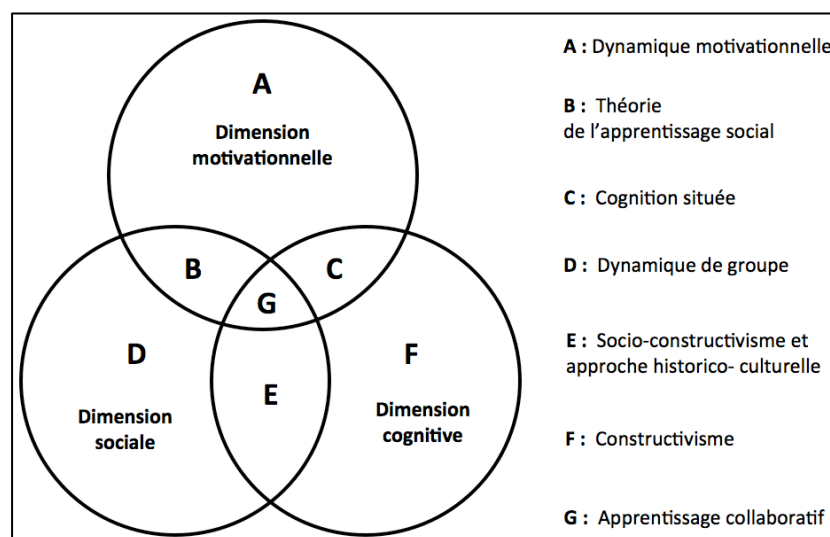 A
Dimension
motivationnelle
B
C
G
D
Dimension
sociale
E
F
Dimension
cognitive
A : Dynamique motivationnelle
B : Théorie
de l’apprentissage social
C : Cognition située
D : Dynamique de groupe
E : Socio-constructivisme et
approche historico- culturelle
F : Constructivisme
G : Apprentissage collaboratif